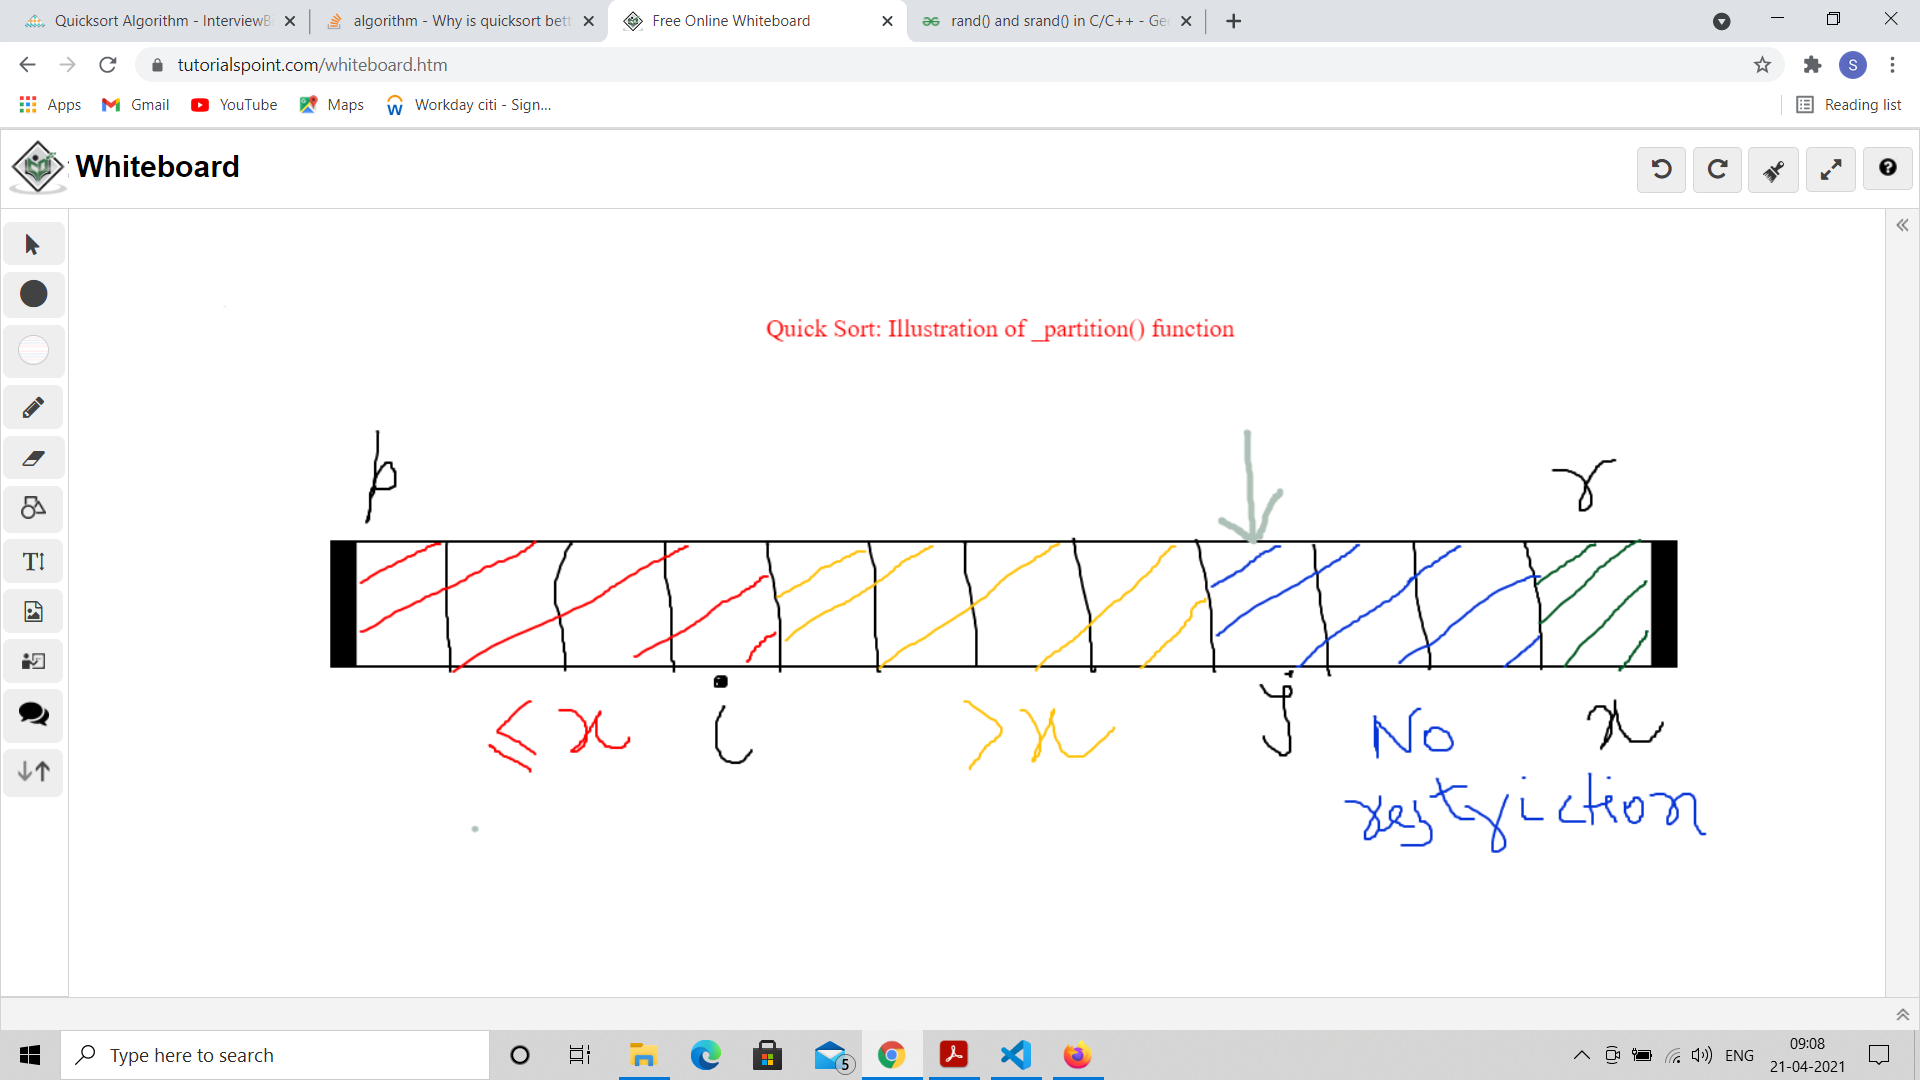 Quicksort Algorithm - InterviewB
algorithm - Why is quicksort bett
Free Online Whiteboard
rand() and srand() in C/C++ - Gee
tutorialspoint.com/whiteboard.htm
S
Apps
Gmail
YouTube
Maps
Workday citi - Sign...
Reading list
Whiteboard
Quick Sort: Illustration of _partition() function
p
r
≤ x
i
> x
j
No
x
restriction
Type here to search
5
ENG
09:08
21-04-2021